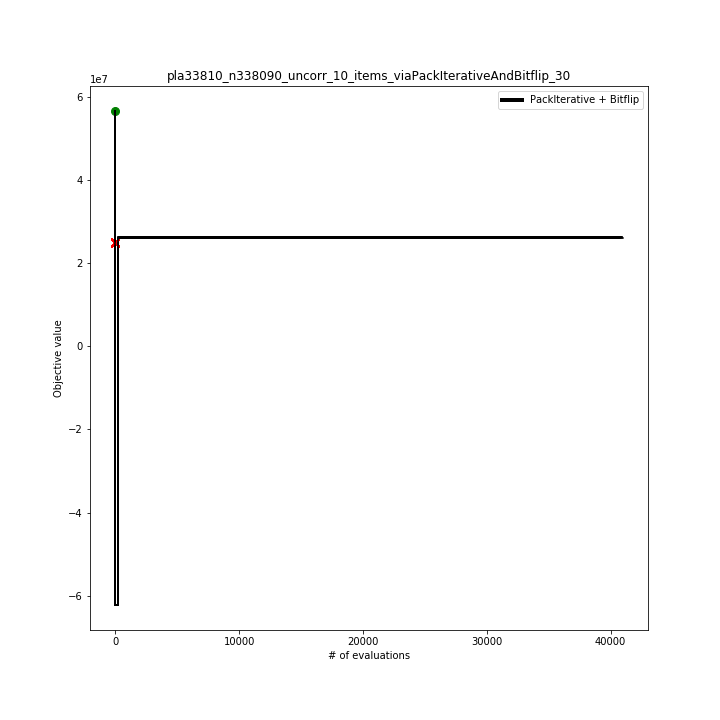 pla33810_n338090_uncorr_10_items_viaPackIterativeAndBitflip_30
1e7
PackIterative + Bitflip
6
4
2
0
−2
−4
−6
Objective value
0 10000 20000 30000 40000
# of evaluations